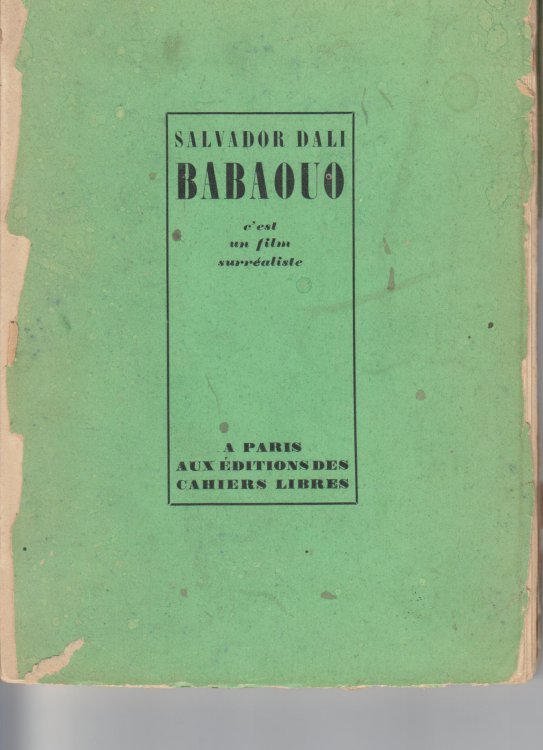 SALVADOR DALI
BABAOUO
c'est
un film
surréaliste
A PARIS
AUX ÉDITIONS DES
CAHIERS LIBRES